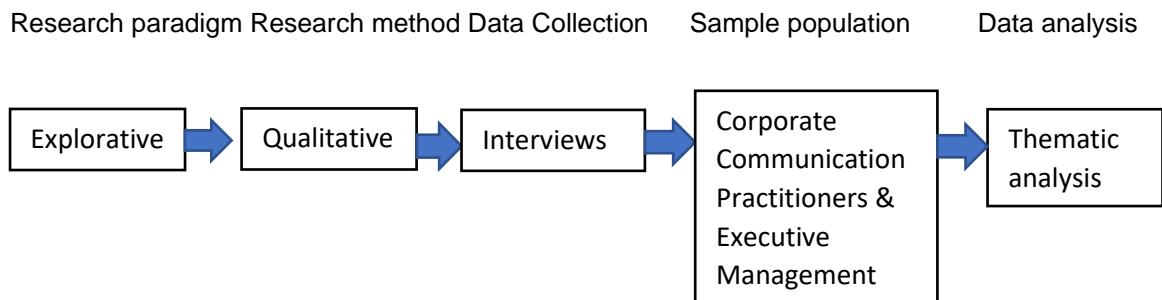 Research paradigm Research method Data Collection Sample population Data analysis
Explorative
Qualitative
Interviews
Corporate
Communication
Practitioners &
Executive
Management
Thematic
analysis